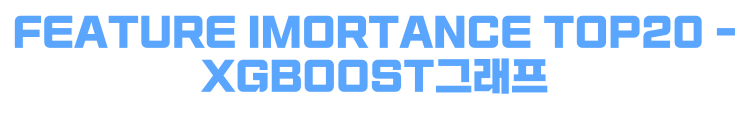 FEATURE IMORTANCE TOP20 -
XGBOOST그래프